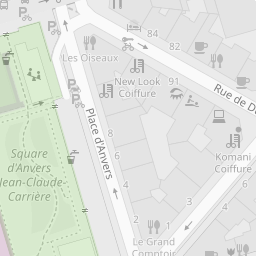 84
82
Les Oiseaux
New Look
Coiffure
91
Rue de D
Place d'Anvers
8
6
4
6
Square
d'Anvers
Jean-Claude-
Carrière
Komani
Coiffure
Le Grand
Comptoir